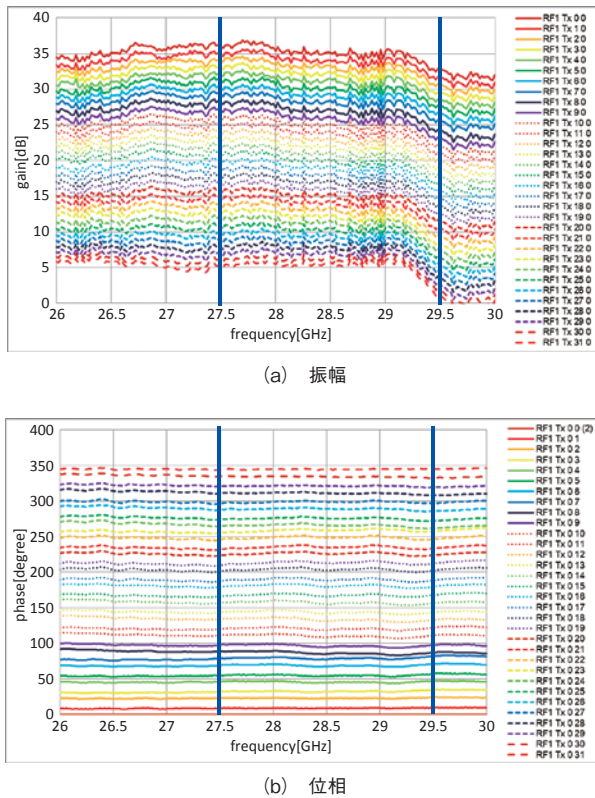 40
35
30
25
20
15
10
5
0
gain[dB]
26
26.5
27
27.5
28
28.5
29
29.5
30
frequency[GHz]
RF1 Tx 0 0
RF1 Tx 1 0
RF1 Tx 2 0
RF1 Tx 3 0
RF1 Tx 4 0
RF1 Tx 5 0
RF1 Tx 6 0
RF1 Tx 7 0
RF1 Tx 8 0
RF1 Tx 9 0
RF1 Tx 10 0
RF1 Tx 11 0
RF1 Tx 12 0
RF1 Tx 13 0
RF1 Tx 14 0
RF1 Tx 15 0
RF1 Tx 16 0
RF1 Tx 17 0
RF1 Tx 18 0
RF1 Tx 19 0
RF1 Tx 20 0
RF1 Tx 21 0
RF1 Tx 22 0
RF1 Tx 23 0
RF1 Tx 24 0
RF1 Tx 25 0
RF1 Tx 26 0
RF1 Tx 27 0
RF1 Tx 28 0
RF1 Tx 29 0
RF1 Tx 30 0
RF1 Tx 31 0
(a) 振幅
400
350
300
250
200
150
100
50
0
phase[degree]
26
26.5
27
27.5
28
28.5
29
29.5
30
frequency[GHz]
RF1 Tx 0 0 (2)
RF1 Tx 0 1
RF1 Tx 0 2
RF1 Tx 0 3
RF1 Tx 0 4
RF1 Tx 0 5
RF1 Tx 0 6
RF1 Tx 0 7
RF1 Tx 0 8
RF1 Tx 0 9
RF1 Tx 0 10
RF1 Tx 0 11
RF1 Tx 0 12
RF1 Tx 0 13
RF1 Tx 0 14
RF1 Tx 0 15
RF1 Tx 0 16
RF1 Tx 0 17
RF1 Tx 0 18
RF1 Tx 0 19
RF1 Tx 0 20
RF1 Tx 0 21
RF1 Tx 0 22
RF1 Tx 0 23
RF1 Tx 0 24
RF1 Tx 0 25
RF1 Tx 0 26
RF1 Tx 0 27
RF1 Tx 0 28
RF1 Tx 0 29
RF1 Tx 0 30
RF1 Tx 0 31
(b) 位相